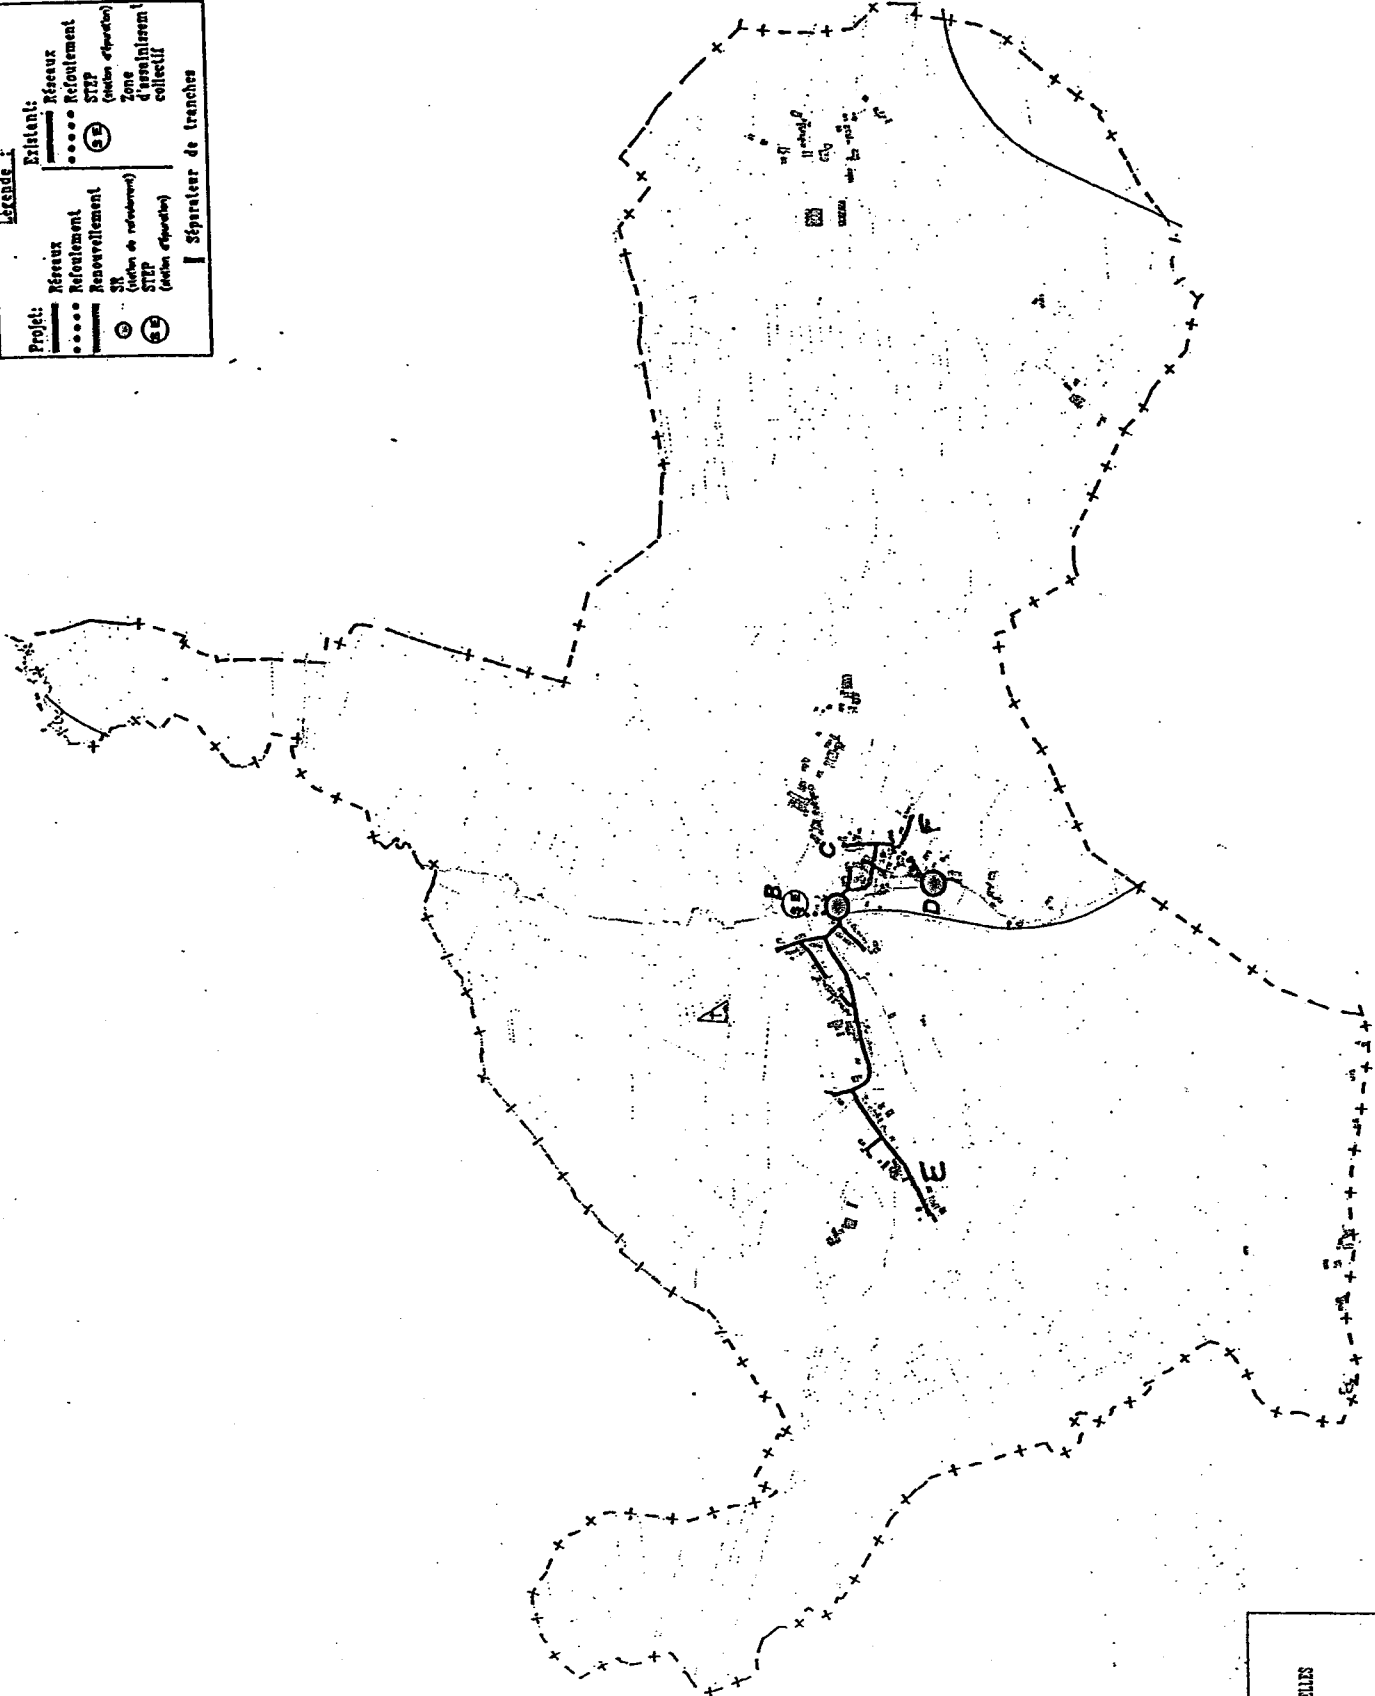 Légende :
Projet:
Réseaux
Refoulement
Renouvellement
SR
(station de refoulement)
STEP
(station d'épuration)
Existant:
Réseaux
Refoulement
STEP
(station d'épuration)
Zone
d'assainissement
collectif
Séparateur de tranches
S E
S E
S E
B
S E
C
F
D
E
ELLES